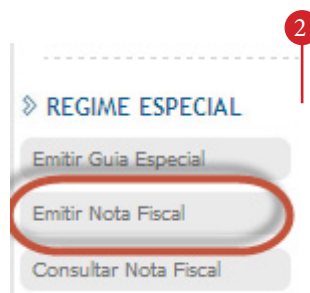 2
REGIME ESPECIAL
Emitir Guia Especial
Emitir Nota Fiscal
Consultar Nota Fiscal